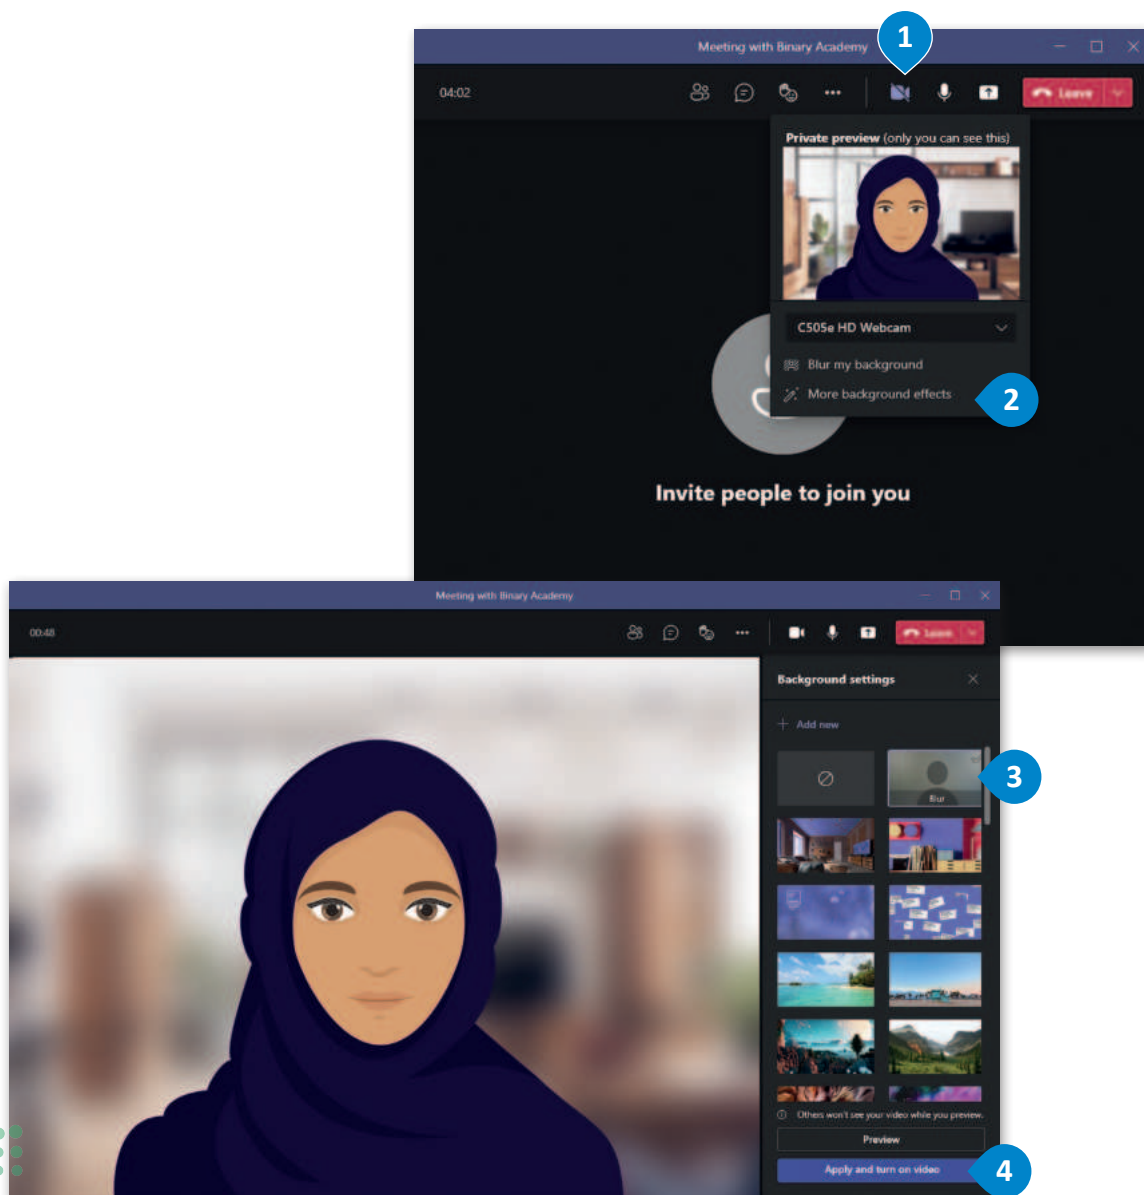 1
Meeting with Binary Academy
04:02
Leave
Private preview (only you can see this)
C505e HD Webcam
Blur my background
More background effects
2
Invite people to join you
Meeting with Binary Academy
00:48
Leave
Background settings
Add new
Blur
3
Others won't see your video while you preview.
Preview
Apply and turn on video
4